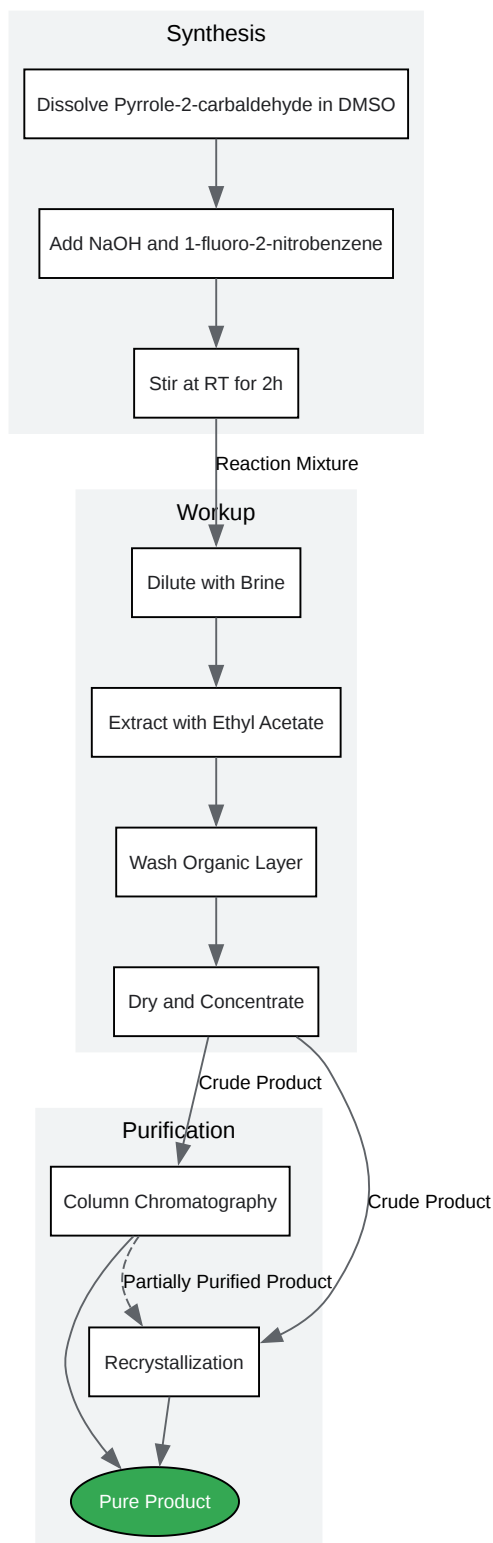 Synthesis
Dissolve Pyrrole-2-carbaldehyde in DMSO
Add NaOH and 1-fluoro-2-nitrobenzene
Stir at RT for 2h
Reaction Mixture
Workup
Dilute with Brine
Extract with Ethyl Acetate
Wash Organic Layer
Dry and Concentrate
Crude Product
Purification
Column Chromatography
Crude Product
Partially Purified Product
Recrystallization
Pure Product